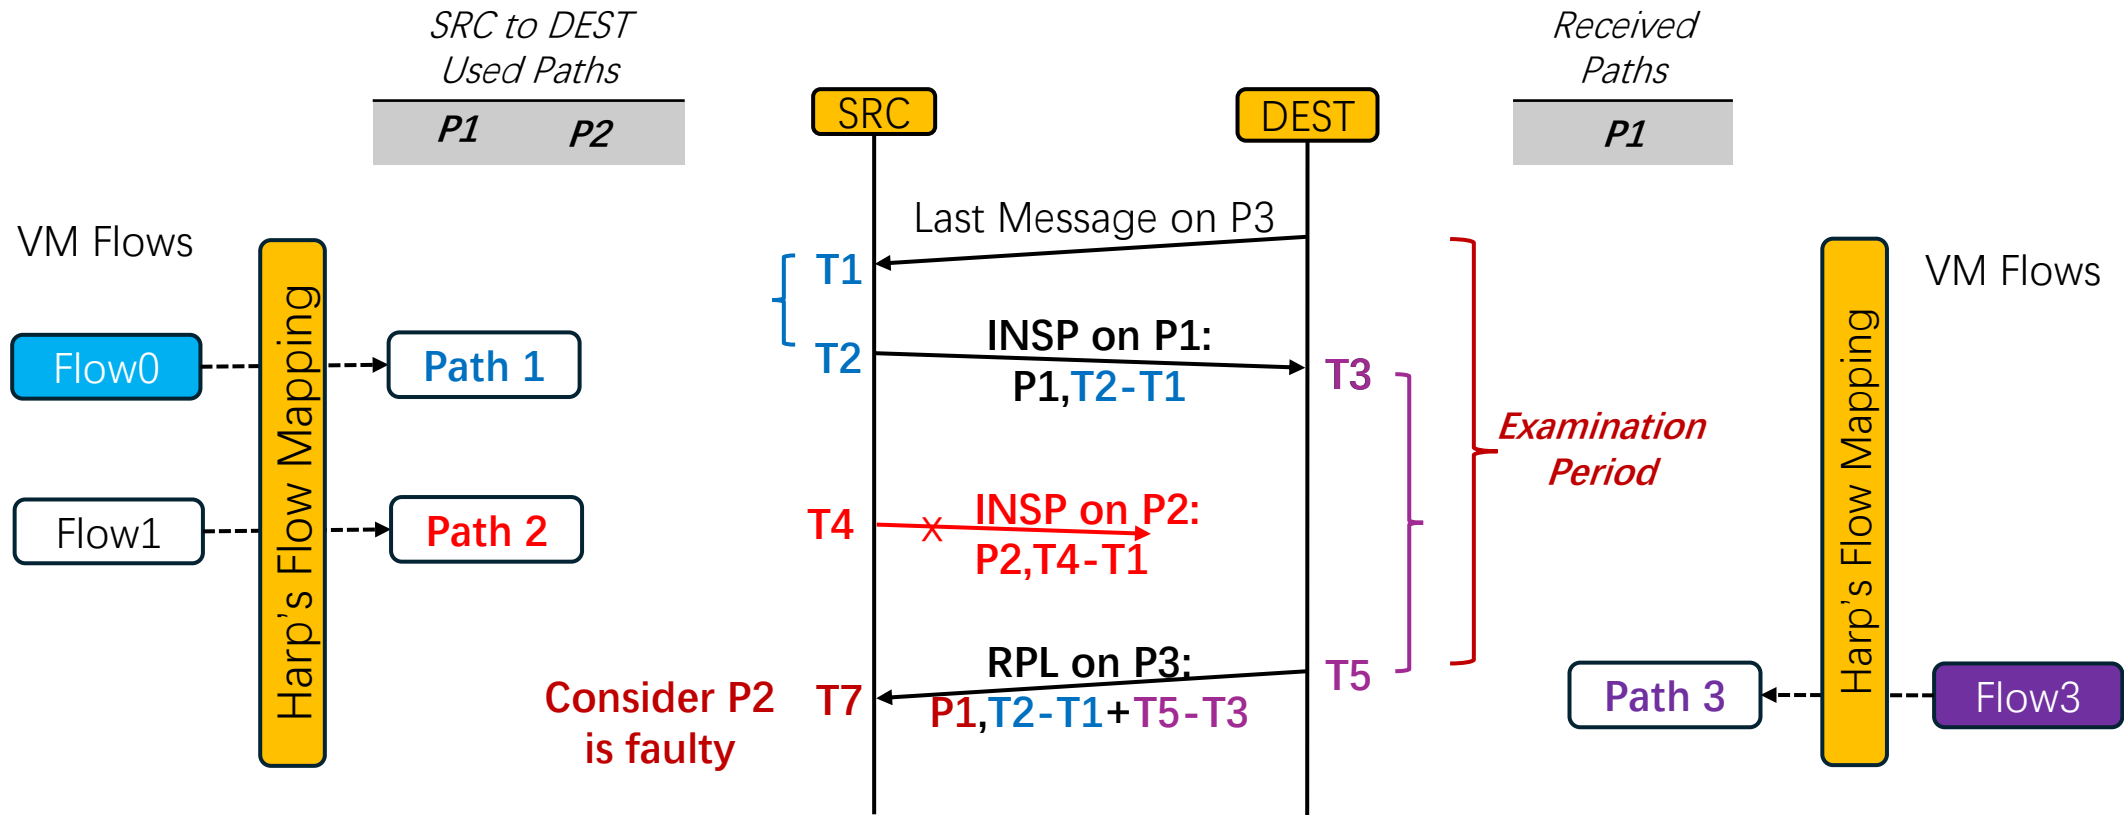 SRC to DEST
Used Paths
P1 P2
Received
Paths
P1
SRC
DEST
VM Flows
Harp's Flow Mapping
Flow0
Path 1
Flow1
Path 2
Last Message on P3
T1
T2
INSP on P1:
P1,T2-T1
T3
T4
X
INSP on P2:
P2,T4-T1
RPL on P3:
P1,T2-T1+T5-T3
T5
T7
Consider P2
is faulty
Examination
Period
VM Flows
Harp's Flow Mapping
Path 3
Flow3